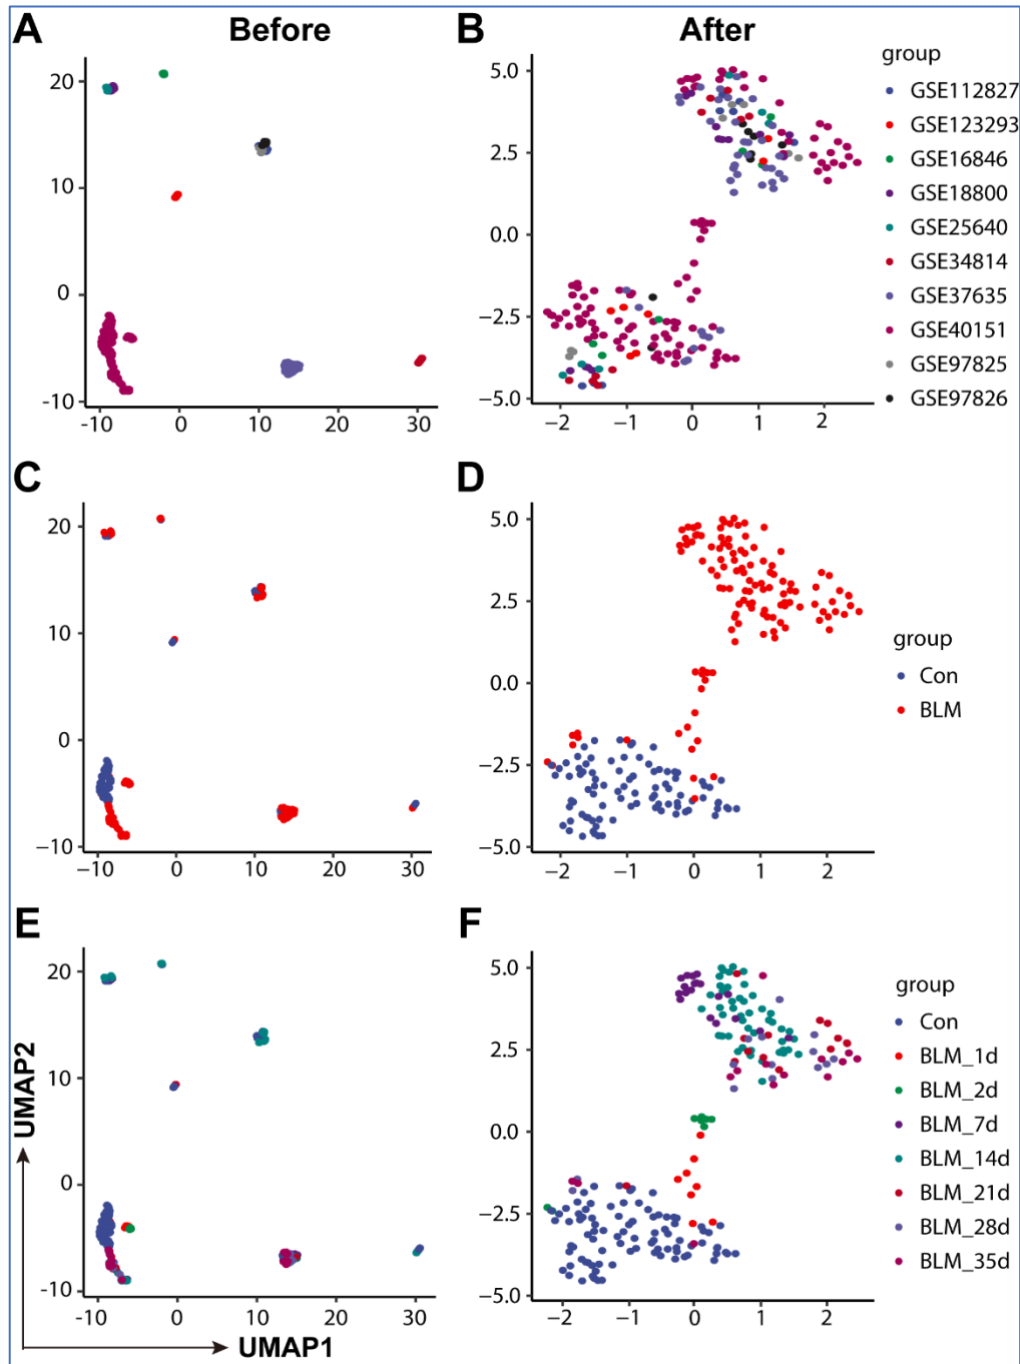 A Before
20
10
0
-10
-10 0 10 20 30
B After
5.0
2.5
0.0
-2.5
-5.0
-2 -1 0 1 2
group
GSE112827
GSE123293
GSE16846
GSE18800
GSE25640
GSE34814
GSE37635
GSE40151
GSE97825
GSE97826
C
20
10
0
-10
-10 0 10 20 30
D
5.0
2.5
0.0
-2.5
-5.0
-2 -1 0 1 2
group
Con
BLM
E
20
10
0
-10
-10 0 10 20 30
UMAP2
UMAP1
F
5.0
2.5
0.0
-2.5
-5.0
-2 -1 0 1 2
group
Con
BLM_1d
BLM_2d
BLM_7d
BLM_14d
BLM_21d
BLM_28d
BLM_35d